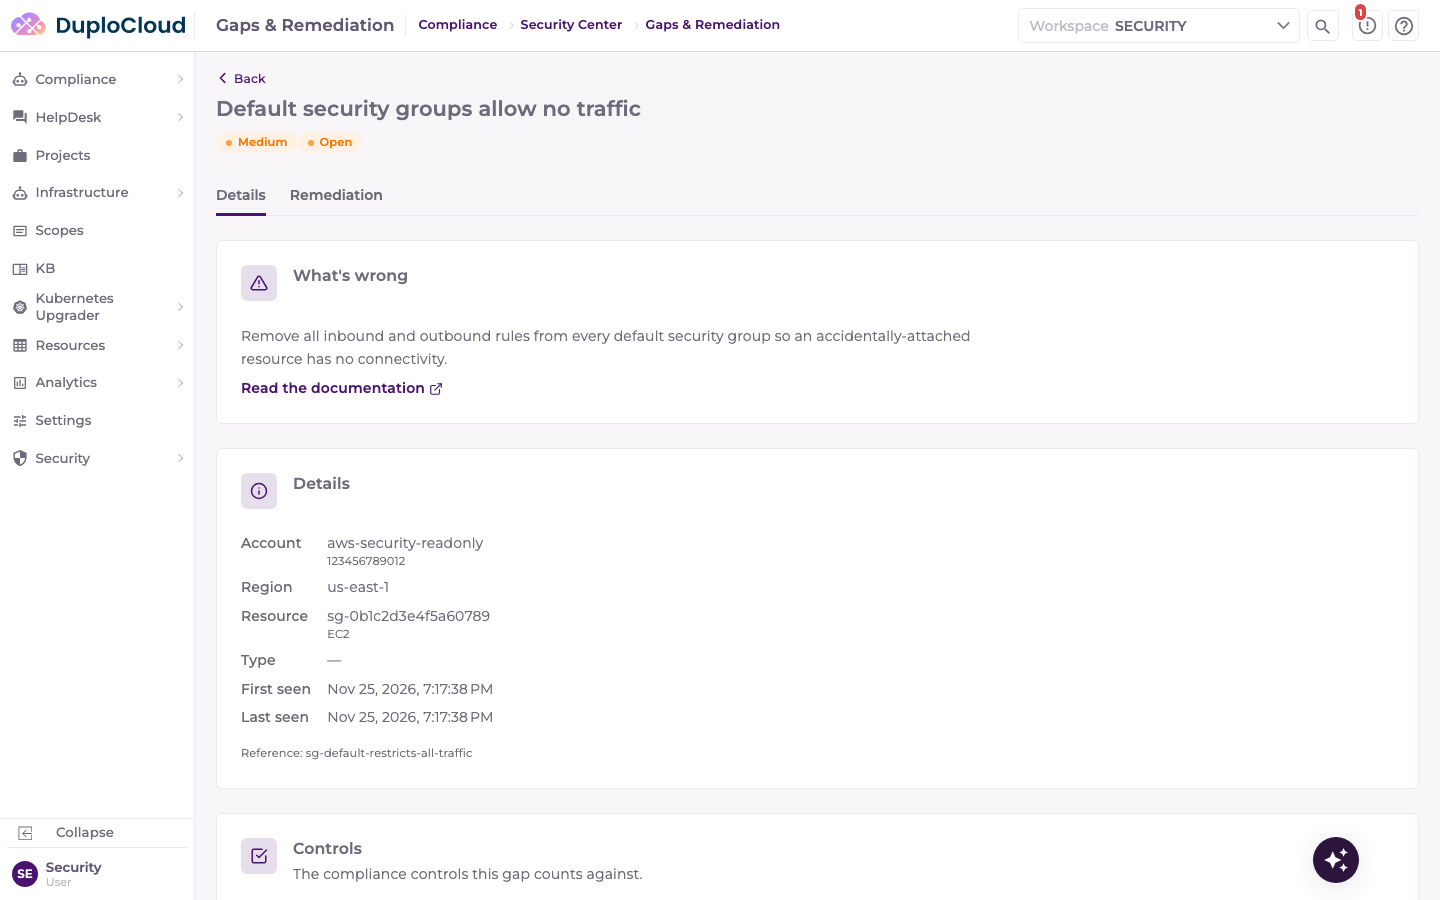 DuploCloud
Gaps & Remediation
Compliance
Security Center
Gaps & Remediation
Workspace SECURITY
1
Compliance
HelpDesk
Projects
Infrastructure
Scopes
KB
Kubernetes
Upgrader
Resources
Analytics
Settings
Security
Collapse
SE
Security
User
Back
Default security groups allow no traffic
Medium
Open
Details
Remediation
What's wrong
Remove all inbound and outbound rules from every default security group so an accidentally-attached
resource has no connectivity.
Read the documentation
Details
Account aws-security-readonly
123456789012
Region us-east-1
Resource sg-0b1c2d3e4f5a60789
EC2
Type —
First seen Nov 25, 2026, 7:17:38 PM
Last seen Nov 25, 2026, 7:17:38 PM
Reference: sg-default-restricts-all-traffic
Controls
The compliance controls this gap counts against.